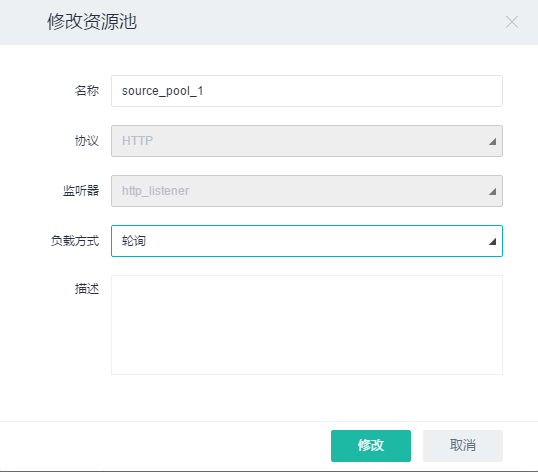 修改资源池
名称 source_pool_1
协议 HTTP
监听器 http_listener
负载方式 轮询
描述
修改 取消